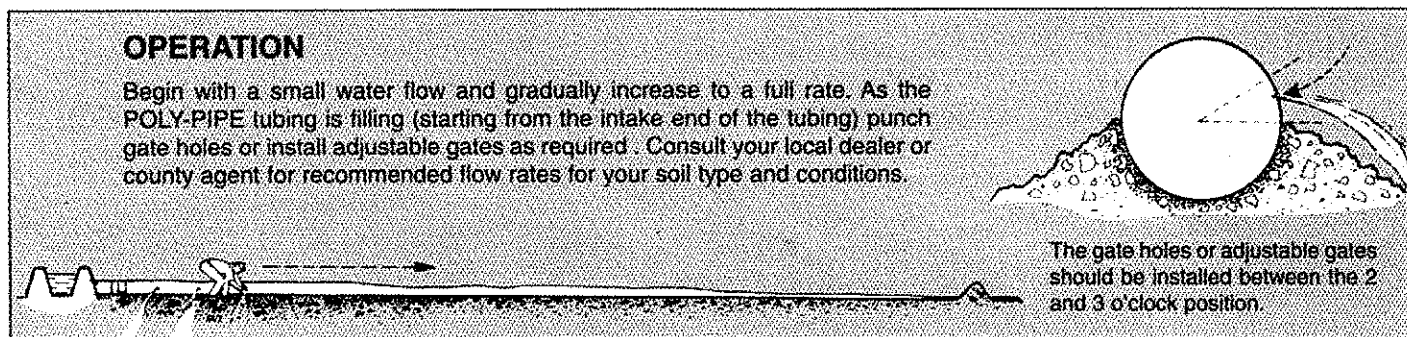 OPERATION
Begin with a small water flow and gradually increase to a full rate. As the
POLY-PIPE tubing is filling (starting from the intake end of the tubing) punch
gate holes or install adjustable gates as required . Consult your local dealer or
county agent for recommended flow rates for your soil type and conditions.
The gate holes or adjustable gates
should be installed between the 2
and 3 o'clock position.